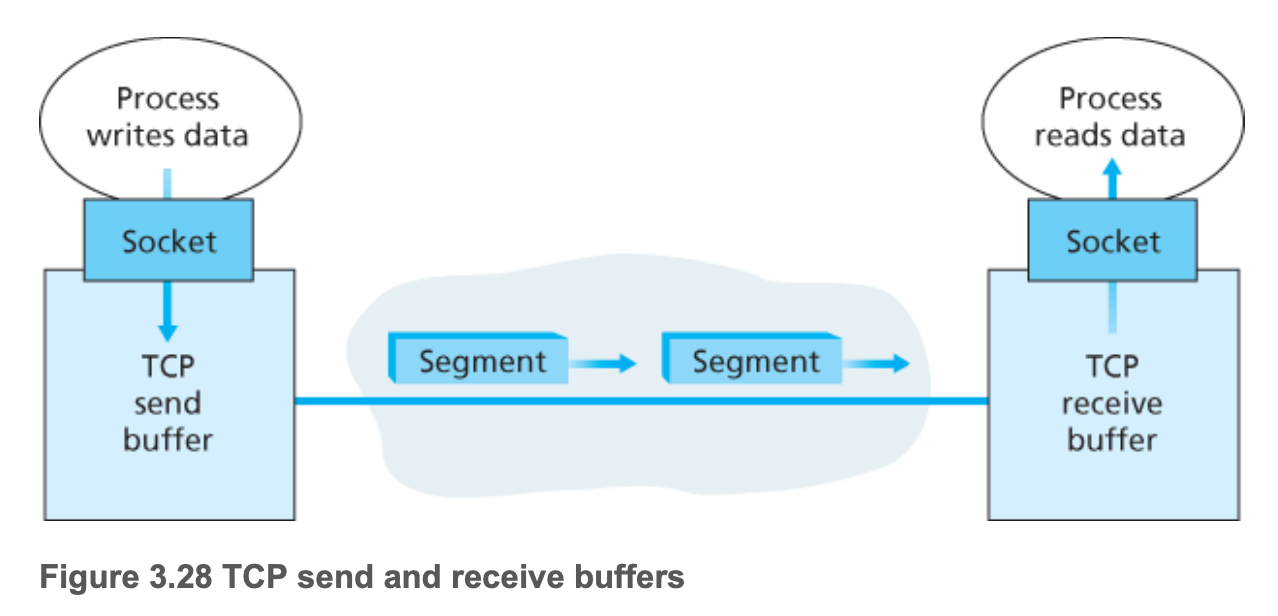 Process
writes data
Socket
TCP
send
buffer
Segment
Segment
Process
reads data
Socket
TCP
receive
buffer
Figure 3.28 TCP send and receive buffers